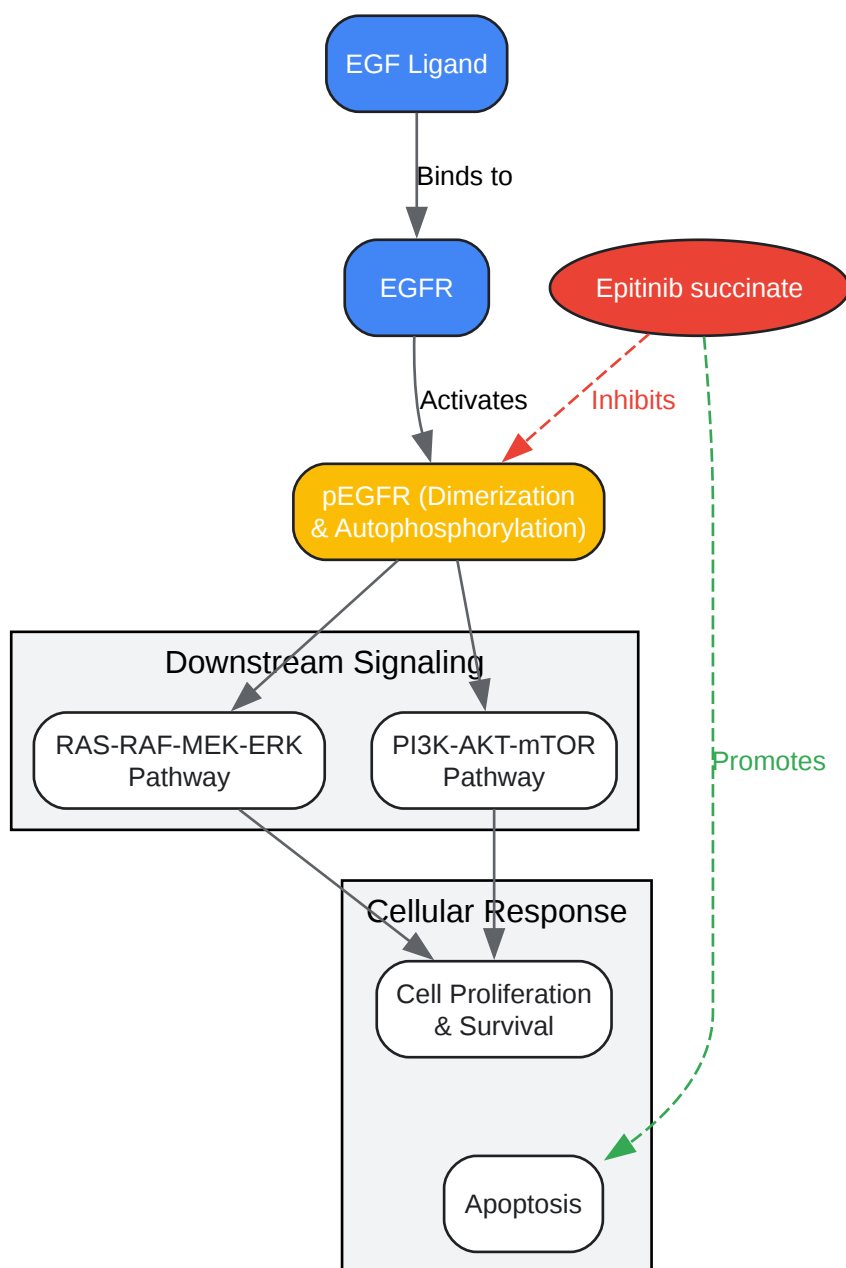 EGF Ligand
Binds to
EGFR
Epitinib succinate
Activates
Inhibits
pEGFR (Dimerization
& Autophosphorylation)
Downstream Signaling
RAS-RAF-MEK-ERK
Pathway
PI3K-AKT-mTOR
Pathway
Promotes
Cellular Response
Cell Proliferation
& Survival
Apoptosis